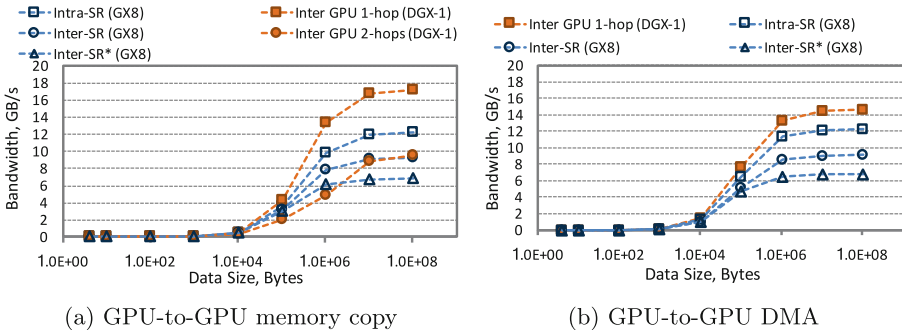 Intra-SR (GX8) Inter GPU 1-hop (DGX-1)
Inter-SR (GX8) Inter GPU 2-hops (DGX-1)
Inter-SR* (GX8)
Bandwidth, GB/s
20
18
16
14
12
10
8
6
4
2
0
1.0E+00 1.0E+02 1.0E+04 1.0E+06 1.0E+08
Data Size, Bytes
(a) GPU-to-GPU memory copy
Inter GPU 1-hop (DGX-1) Intra-SR (GX8)
Inter-SR (GX8) Inter-SR* (GX8)
Bandwidth, GB/s
20
18
16
14
12
10
8
6
4
2
0
1.0E+00 1.0E+02 1.0E+04 1.0E+06 1.0E+08
Data Size, Bytes
(b) GPU-to-GPU DMA